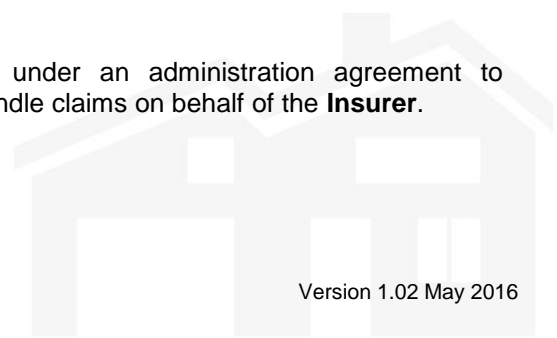 under an administration agreement to
ndle claims on behalf of the Insurer.
Version 1.02 May 2016